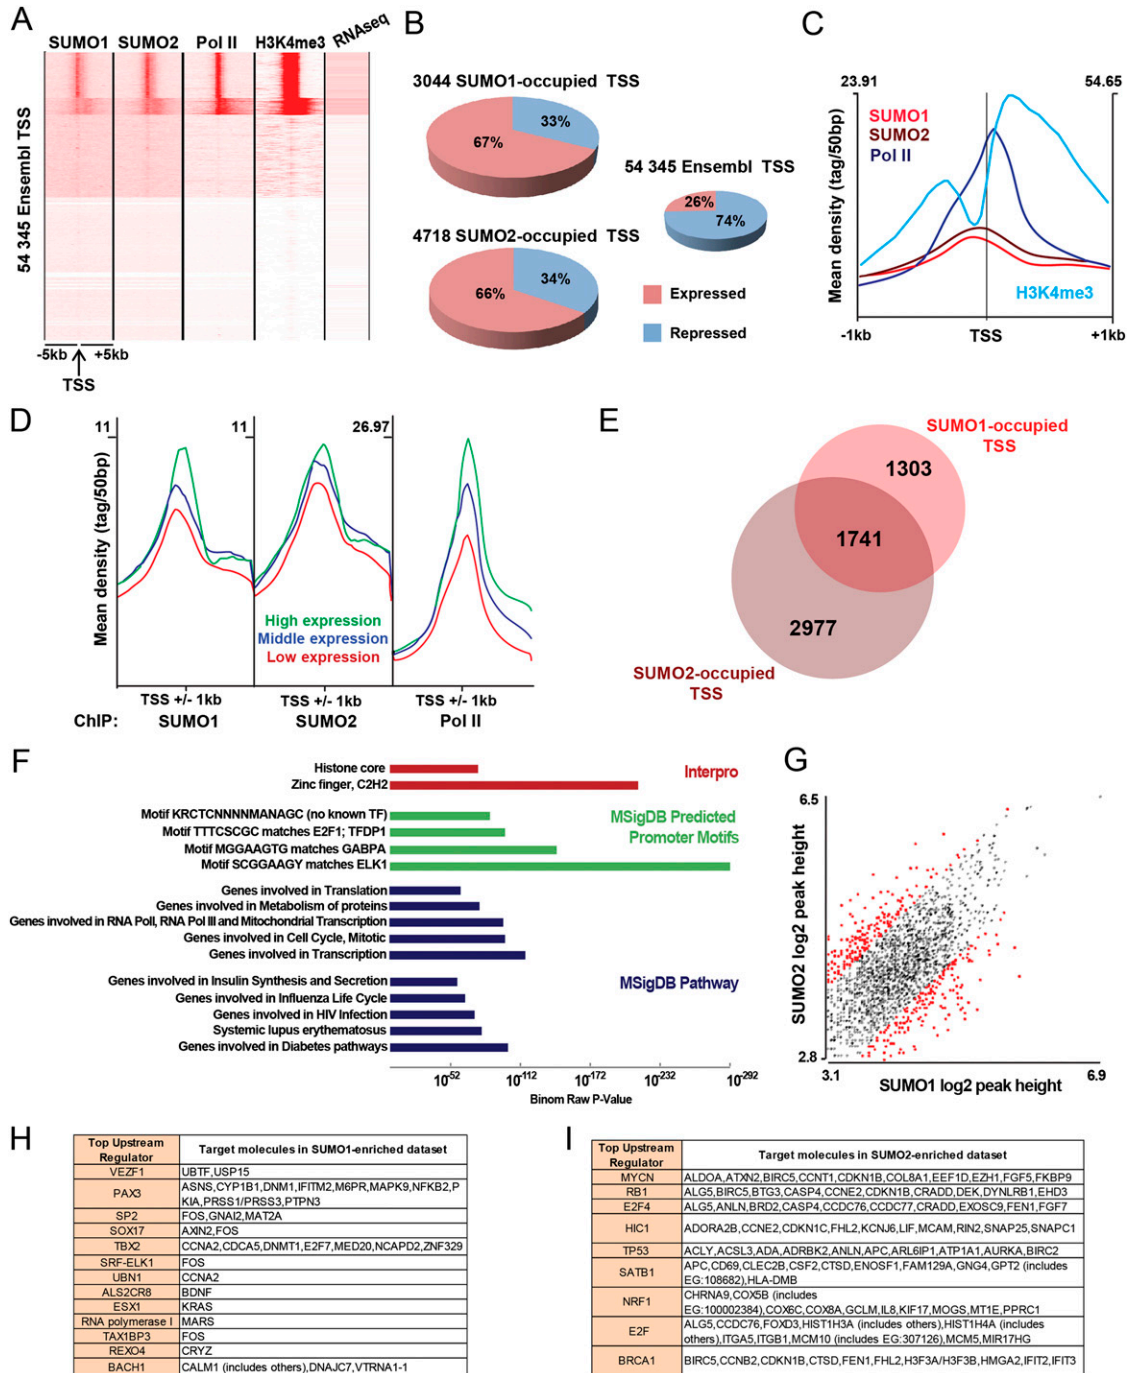 A
SUMO1 SUMO2 Pol II H3K4me3 RNAseq
54 345 Ensembl TSS
-5kb +5kb
TSS
B
3044 SUMO1-occupied TSS
33%
67%
54 345 Ensembl TSS
26%
74%
4718 SUMO2-occupied TSS
34%
66%
Expressed
Repressed
C
23.91
54.65
SUMO1
SUMO2
Pol II
H3K4me3
Mean density (tag/50bp)
-1kb TSS +1kb
D
11
11
26.97
Mean density (tag/50bp)
High expression
Middle expression
Low expression
TSS +/- 1kb TSS +/- 1kb TSS +/- 1kb
ChIP: SUMO1 SUMO2 Pol II
E
SUMO1-occupied
TSS
1303
1741
2977
SUMO2-occupied
TSS
F
Histone core
Zinc finger, C2H2
Interpro
Motif KRCTCNNNNMANAGC (no known TF)
Motif TTTCSCGC matches E2F1; TFDP1
Motif MGGAAGTG matches GABPA
Motif SCGGAAGY matches ELK1
MSigDB Predicted
Promoter Motifs
Genes involved in Translation
Genes involved in Metabolism of proteins
Genes involved in RNA PolI, RNA Pol III and Mitochondrial Transcription
Genes involved in Cell Cycle, Mitotic
Genes involved in Transcription
Genes involved in Insulin Synthesis and Secretion
Genes involved in Influenza Life Cycle
Genes involved in HIV Infection
Systemic lupus erythematosus
Genes involved in Diabetes pathways
MSigDB Pathway
10-52 10-112 10-172 10-232 10-292
Binom Raw P-Value
G
6.5
SUMO2 log2 peak height
2.8
3.1 6.9
SUMO1 log2 peak height
H
Top Upstream Regulator Target molecules in SUMO1-enriched dataset
VEZF1 UBTF,USP15
PAX3 ASNS,CYP1B1,DNM1,IFITM2,M6PR,MAPK9,NFKB2,P
KIA,PRSS1/PRSS3,PTPN3
SP2 FOS,GNAI2,MAT2A
SOX17 AXIN2,FOS
TBX2 CCNA2,CDCA5,DNMT1,E2F7,MED20,NCAPD2,ZNF329
SRF-ELK1 FOS
UBN1 CCNA2
ALS2CR8 BDNF
ESX1 KRAS
RNA polymerase I MARS
TAX1BP3 FOS
REXO4 CRYZ
BACH1 CALM1 (includes others),DNAJC7,VTRNA1-1
I
Top Upstream Regulator Target molecules in SUMO2-enriched dataset
MYCN ALDOA,ATXN2,BIRC5,CCNT1,CDKN1B,COL8A1,EEF1D,EZH1,FGF5,FKBP9
RB1 ALG5,BIRC5,BTG3,CASP4,CCNE2,CDKN1B,CRADD,DEK,DYNLRB1,EHD3
E2F4 ALG5,ANLN,BRD2,CASP4,CCDC76,CCDC77,CRADD,EXOSC9,FEN1,FGF7
HIC1 ADORA2B,CCNE2,CDKN1C,FHL2,KCNJ6,LIF,MCAM,RIN2,SNAP25,SNAPC1
TP53 ACLY,ACSL3,ADA,ADRBK2,ANLN,APC,ARL6IP1,ATP1A1,AURKA,BIRC2
SATB1 APC,CD69,CLEC2B,CSF2,CTSD,ENOSF1,FAM129A,GNG4,GPT2 (includes
EG:108682),HLA-DMB
NRF1 CHRNA9,COX5B (includes
EG:100002384),COX6C,COX8A,GCLM,IL8,KIF17,MOGS,MT1E,PPRC1
E2F ALG5,CCDC76,FOXD3,HIST1H3A (includes others),HIST1H4A (includes
others),ITGA5,ITGB1,MCM10 (includes EG:307126),MCM5,MIR17HG
BRCA1 BIRC5,CCNB2,CDKN1B,CTSD,FEN1,FHL2,H3F3A/H3F3B,HMGA2,IFIT2,IFIT3